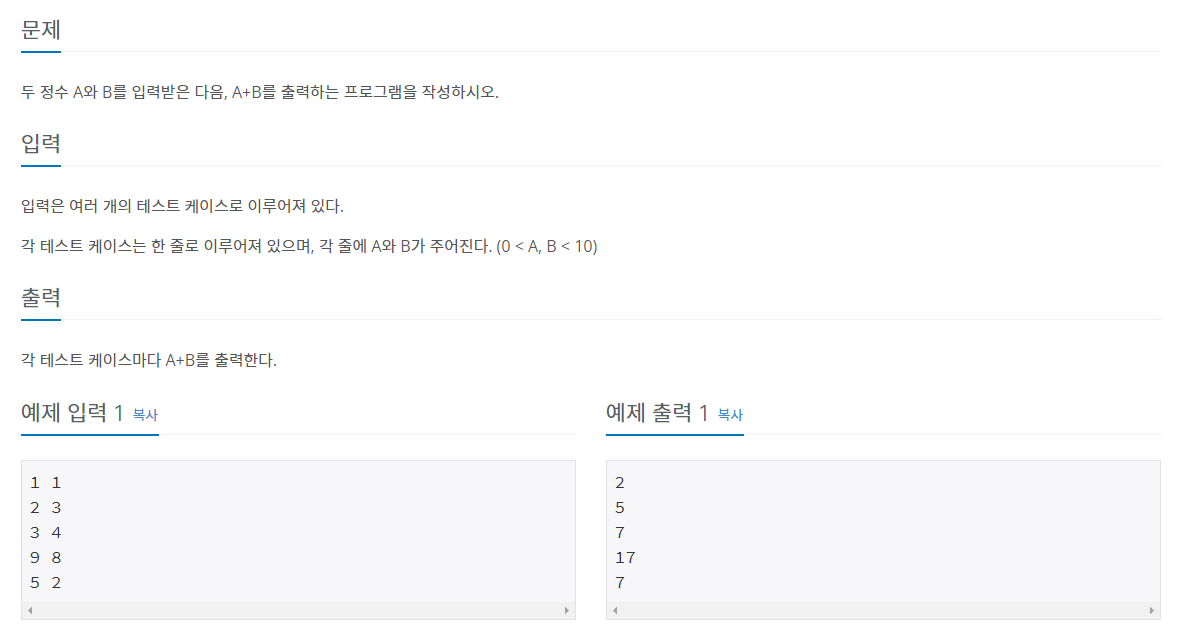 문제
두 정수 A와 B를 입력받은 다음, A+B를 출력하는 프로그램을 작성하시오.
입력
입력은 여러 개의 테스트 케이스로 이루어져 있다.
각 테스트 케이스는 한 줄로 이루어져 있으며, 각 줄에 A와 B가 주어진다. (0 < A, B < 10)
출력
각 테스트 케이스마다 A+B를 출력한다.
예제 입력 1 복사
1 1
2 3
3 4
9 8
5 2
예제 출력 1 복사
2
5
7
17
7